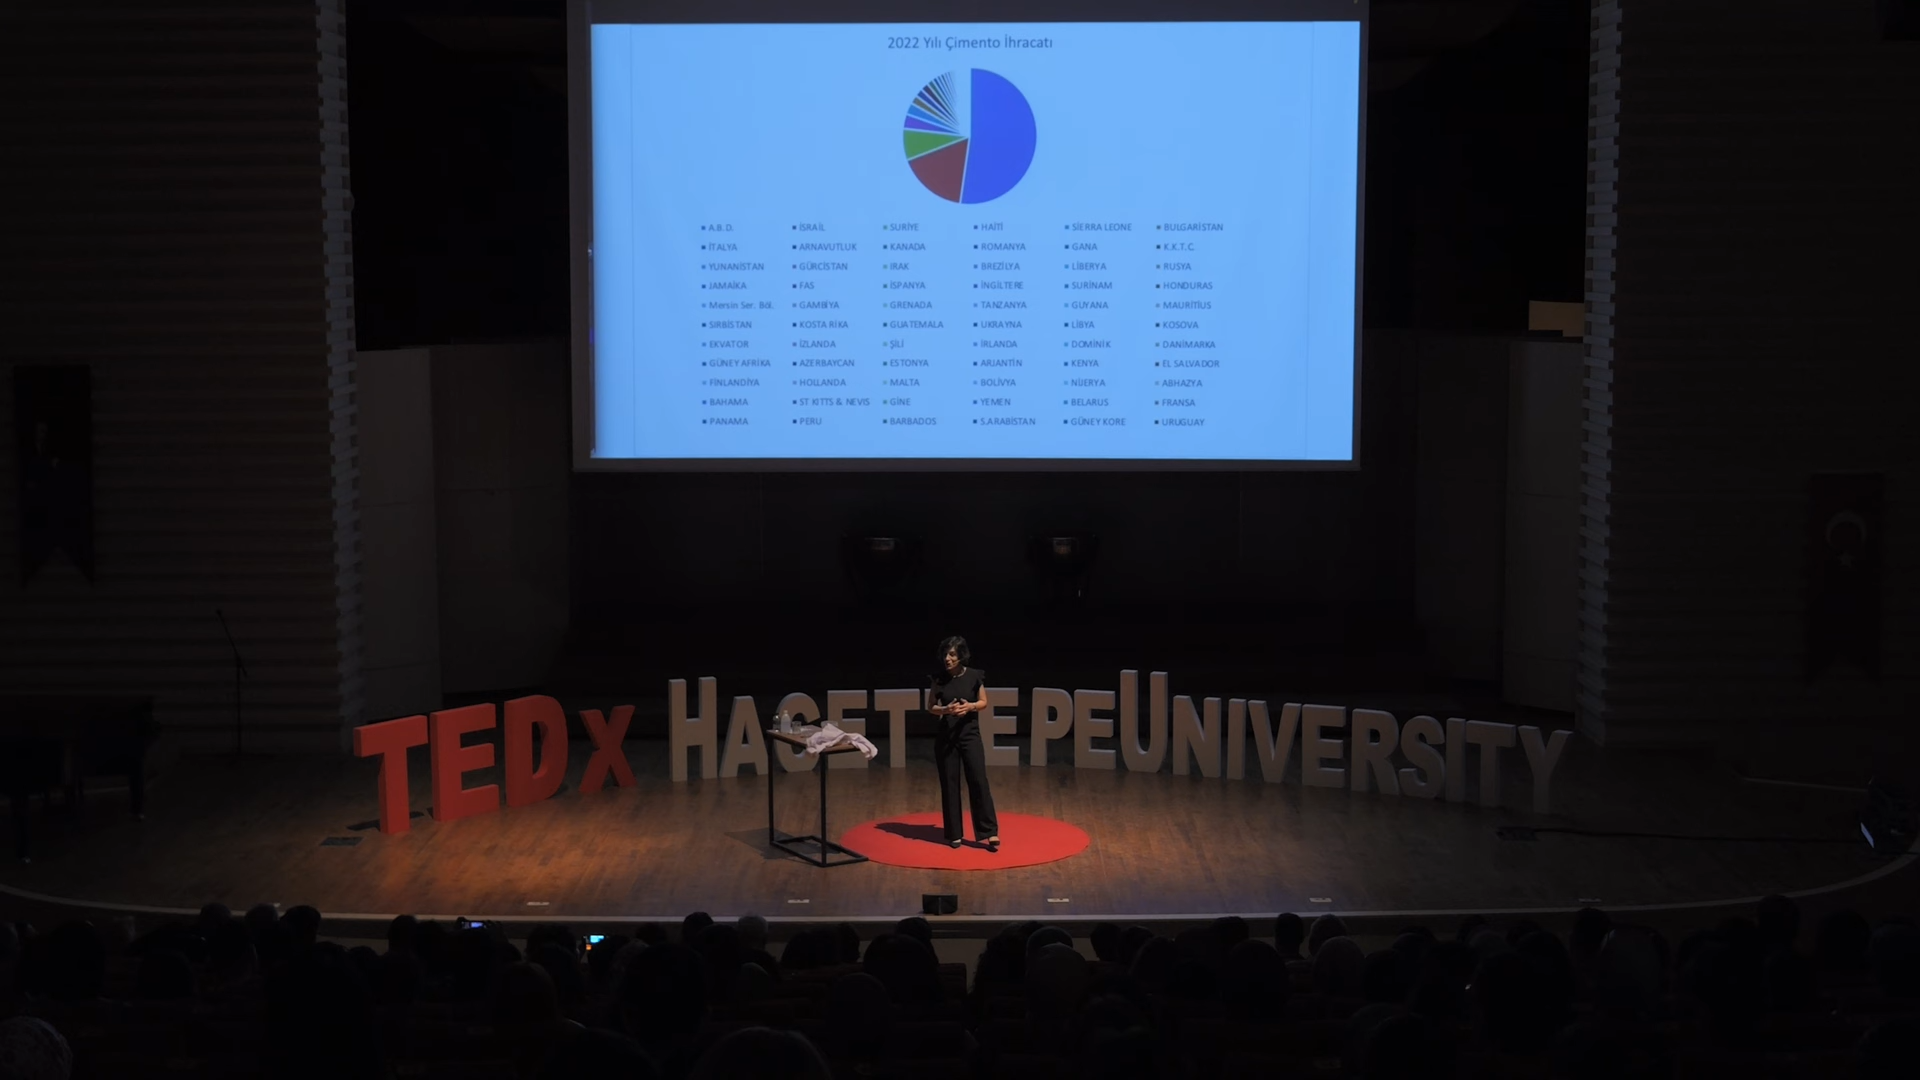 2022 Yılı Çimento İhracatı
A.B.D. İSRAİL SURİYE HAİTİ SİERRA LEONE BULGARİSTAN
İTALYA ARNAVUTLUK KANADA ROMANYA GANA K.K.T.C.
YUNANİSTAN GÜRCİSTAN IRAK BREZİLYA LİBERYA RUSYA
JAMAİKA FAS İSPANYA İNGİLTERE SURİNAM HONDURAS
Mersin Ser. Böl. GAMBİYA GRENADA TANZANYA GUYANA MAURİTİUS
SIRBİSTAN KOSTA RİKA GUATEMALA UKRAYNA LİBYA KOSOVA
EKVATOR İZLANDA ŞİLİ İRLANDA DOMİNİK DANİMARKA
GÜNEY AFRİKA AZERBAYCAN ESTONYA ARJANTİN KENYA EL SALVADOR
FİNLANDİYA HOLLANDA MALTA BOLİVYA NİJERYA ABHAZYA
BAHAMA ST KITTS & NEVIS GİNE YEMEN BELARUS FRANSA
PANAMA PERU BARBADOS S.ARABİSTAN GÜNEY KORE URUGUAY
TEDx HACETTEPE UNIVERSITY